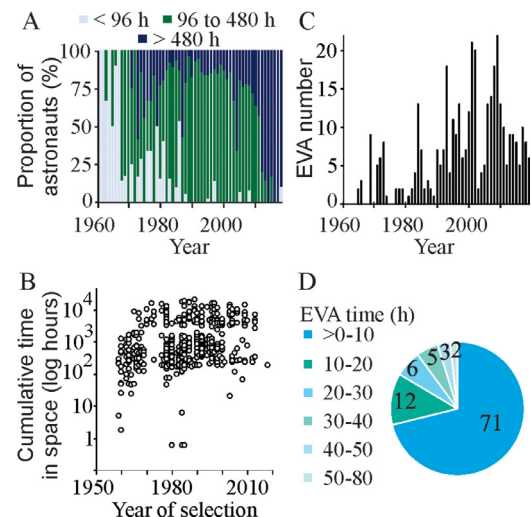 A
< 96 h
96 to 480 h
> 480 h
Proportion of
astronauts (%)
100
75
50
25
0
1960
1980
2000
Year
C
EVA number
20
15
10
5
0
1960
1980
2000
Year
B
Cumulative time
in space (log hours)
10⁴
10³
10²
10
1
1950
1980
2010
Year of selection
D
EVA time (h)
>0-10
10-20
20-30
30-40
40-50
50-80
71
12
6
5
3
2